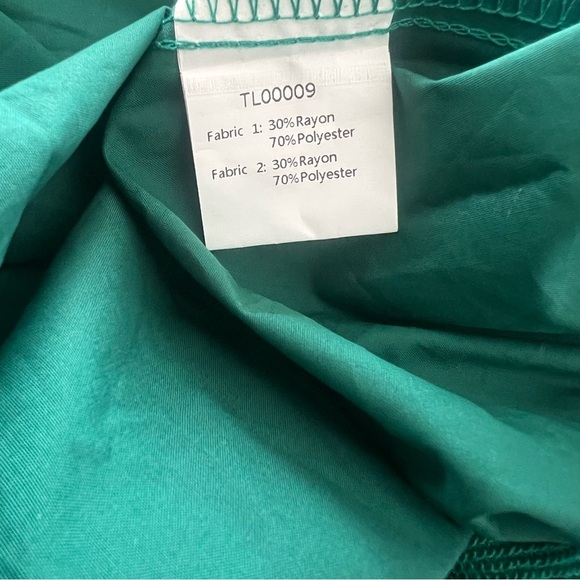 TL00009
Fabric 1: 30%Rayon
70%Polyester
Fabric 2: 30%Rayon
70%Polyester